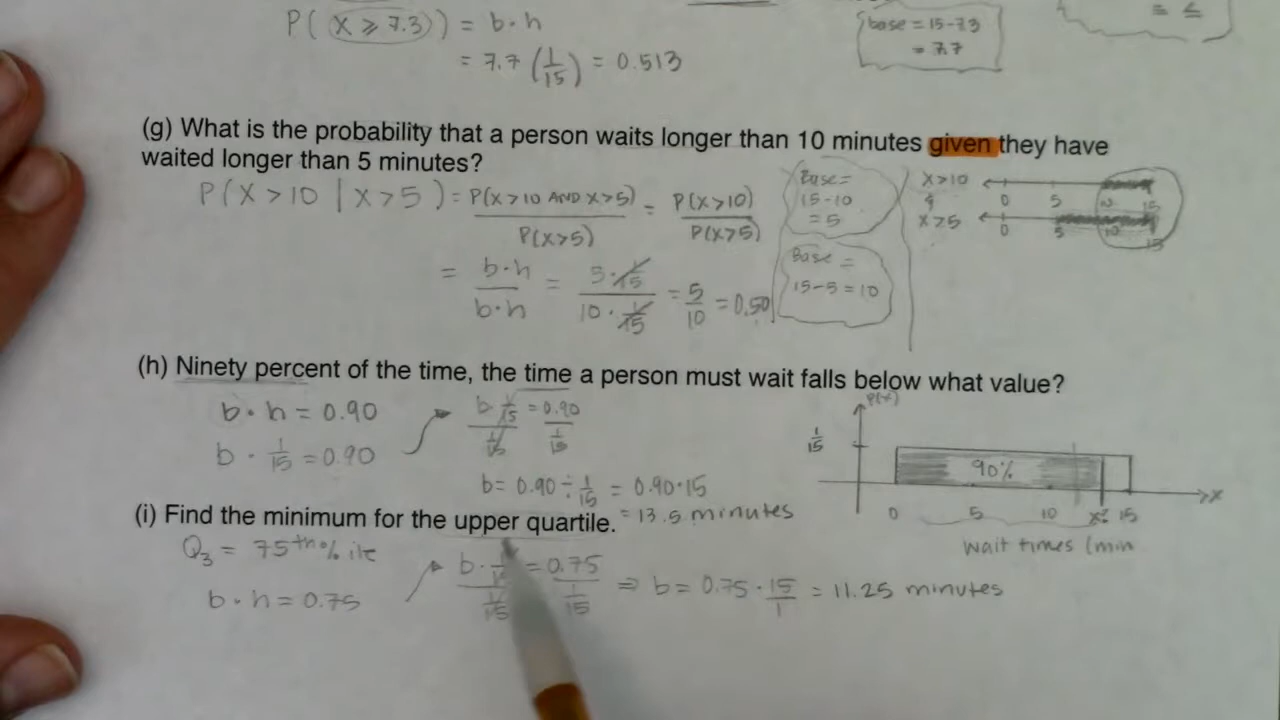 P(X ≥ 7.3) = b·h
= 7.7 (1/15) = 0.513
base = 15-7.3
= 7.7
= ≤
(g) What is the probability that a person waits longer than 10 minutes given they have
waited longer than 5 minutes?
P(X > 10 | X > 5) = P(X>10 AND X>5) / P(X>5) = P(X>10) / P(X>5)
= b·h / b·h = 5·1/15 / 10·1/15 = 5/10 = 0.50
Base =
15-10
= 5
Base =
15-5 = 10
X>10
0 5 10 15
&
X>5
0 5 10 15
(h) Ninety percent of the time, the time a person must wait falls below what value?
b·h = 0.90
b · 1/15 = 0.90
b 1/15 / 1/15 = 0.90 / 1/15
b = 0.90 ÷ 1/15 = 0.90·15
= 13.5 minutes
P(X)
1/15
90%
X
0 5 10 X? 15
wait times (min
(i) Find the minimum for the upper quartile.
Q3 = 75th %ile
b·h = 0.75
b· 1/15 / 1/15 = 0.75 / 1/15 ⇒ b = 0.75 · 15/1 = 11.25 minutes